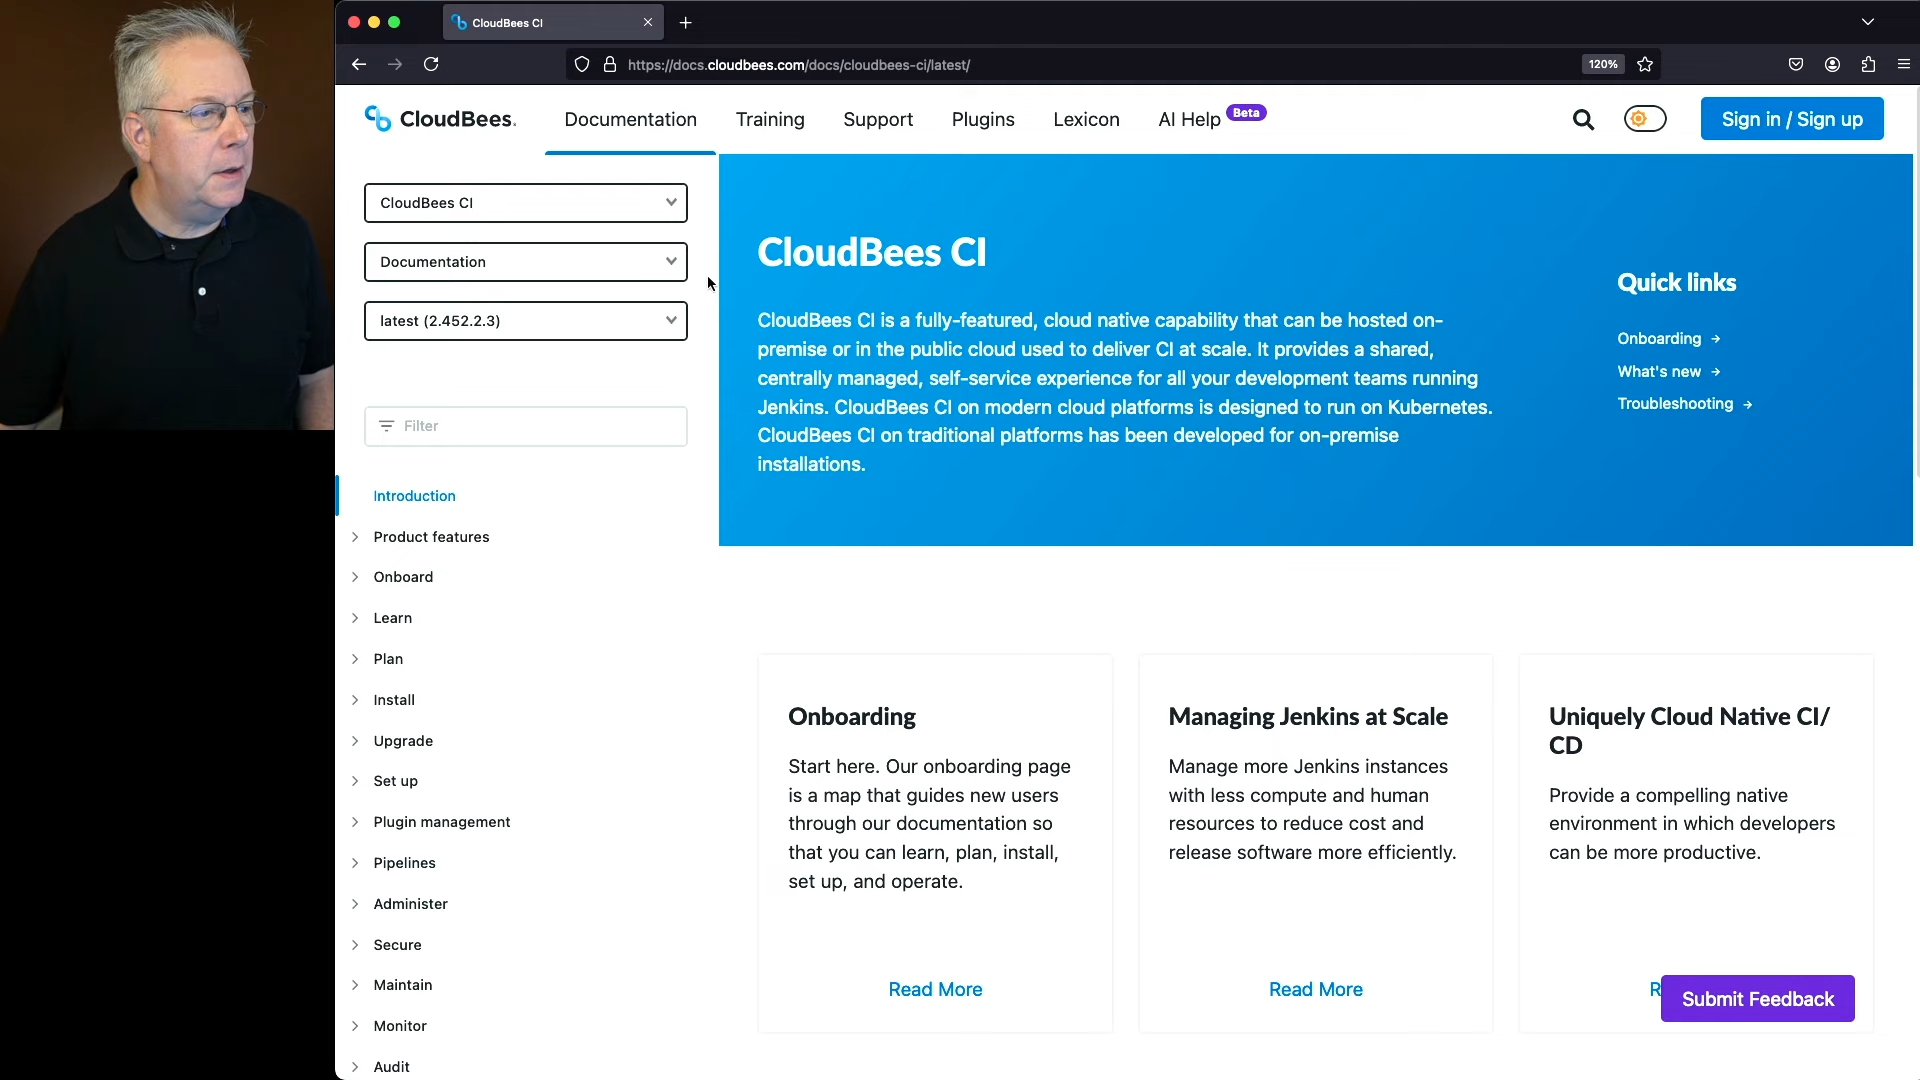 CloudBees CI
https://docs.cloudbees.com/docs/cloudbees-ci/latest/
120%
CloudBees.
Documentation
Training
Support
Plugins
Lexicon
AI Help
Beta
Sign in / Sign up
CloudBees CI
Documentation
latest (2.452.2.3)
Filter
Introduction
Product features
Onboard
Learn
Plan
Install
Upgrade
Set up
Plugin management
Pipelines
Administer
Secure
Maintain
Monitor
Audit
CloudBees CI
CloudBees CI is a fully-featured, cloud native capability that can be hosted on-
premise or in the public cloud used to deliver CI at scale. It provides a shared,
centrally managed, self-service experience for all your development teams running
Jenkins. CloudBees CI on modern cloud platforms is designed to run on Kubernetes.
CloudBees CI on traditional platforms has been developed for on-premise
installations.
Quick links
Onboarding →
What's new →
Troubleshooting →
Onboarding
Start here. Our onboarding page
is a map that guides new users
through our documentation so
that you can learn, plan, install,
set up, and operate.
Read More
Managing Jenkins at Scale
Manage more Jenkins instances
with less compute and human
resources to reduce cost and
release software more efficiently.
Read More
Uniquely Cloud Native CI/
CD
Provide a compelling native
environment in which developers
can be more productive.
R
Submit Feedback